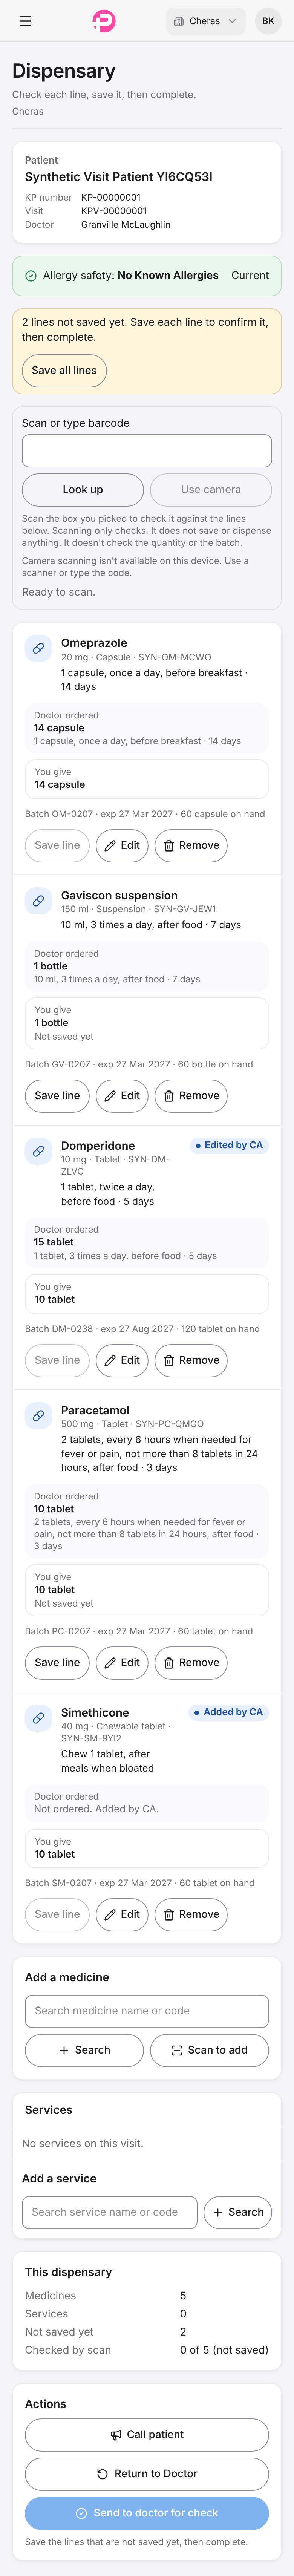 Cheras
BK
Dispensary
Check each line, save it, then complete.
Cheras
Patient
Synthetic Visit Patient YI6CQ53I
KP number KP-00000001
Visit KPV-00000001
Doctor Granville McLaughlin
Allergy safety: No Known Allergies Current
2 lines not saved yet. Save each line to confirm it,
then complete.
Save all lines
Scan or type barcode
Look up Use camera
Scan the box you picked to check it against the lines
below. Scanning only checks. It does not save or dispense
anything. It doesn't check the quantity or the batch.
Camera scanning isn't available on this device. Use a
scanner or type the code.
Ready to scan.
Omeprazole
20 mg · Capsule · SYN-OM-MCWO
1 capsule, once a day, before breakfast ·
14 days
Doctor ordered
14 capsule
1 capsule, once a day, before breakfast · 14 days
You give
14 capsule
Batch OM-0207 · exp 27 Mar 2027 · 60 capsule on hand
Save line Edit Remove
Gaviscon suspension
150 ml · Suspension · SYN-GV-JEW1
10 ml, 3 times a day, after food · 7 days
Doctor ordered
1 bottle
10 ml, 3 times a day, after food · 7 days
You give
1 bottle
Not saved yet
Batch GV-0207 · exp 27 Mar 2027 · 60 bottle on hand
Save line Edit Remove
Domperidone Edited by CA
10 mg · Tablet · SYN-DM-
ZLVC
1 tablet, twice a day,
before food · 5 days
Doctor ordered
15 tablet
1 tablet, 3 times a day, before food · 5 days
You give
10 tablet
Batch DM-0238 · exp 27 Aug 2027 · 120 tablet on hand
Save line Edit Remove
Paracetamol
500 mg · Tablet · SYN-PC-QMGO
2 tablets, every 6 hours when needed for
fever or pain, not more than 8 tablets in 24
hours, after food · 3 days
Doctor ordered
10 tablet
2 tablets, every 6 hours when needed for fever or
pain, not more than 8 tablets in 24 hours, after food ·
3 days
You give
10 tablet
Not saved yet
Batch PC-0207 · exp 27 Mar 2027 · 60 tablet on hand
Save line Edit Remove
Simethicone Added by CA
40 mg · Chewable tablet ·
SYN-SM-9YI2
Chew 1 tablet, after
meals when bloated
Doctor ordered
Not ordered. Added by CA.
You give
10 tablet
Batch SM-0207 · exp 27 Mar 2027 · 60 tablet on hand
Save line Edit Remove
Add a medicine
Search medicine name or code
Search Scan to add
Services
No services on this visit.
Add a service
Search service name or code Search
This dispensary
Medicines 5
Services 0
Not saved yet 2
Checked by scan 0 of 5 (not saved)
Actions
Call patient
Return to Doctor
Send to doctor for check
Save the lines that are not saved yet, then complete.